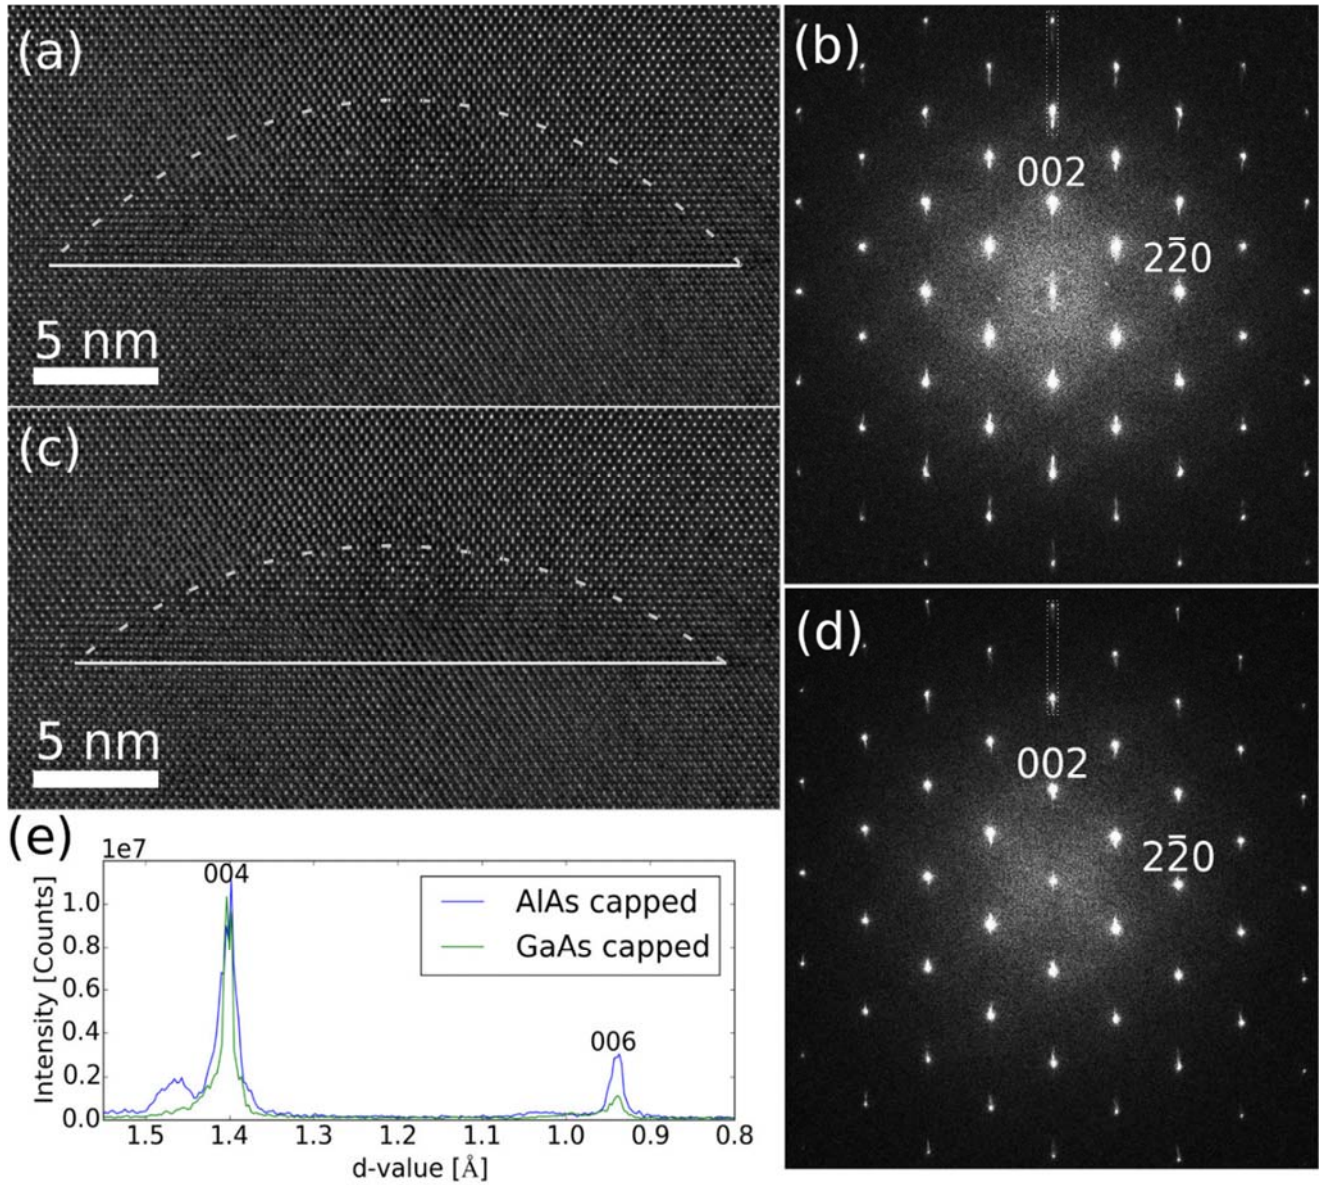 (a)
5 nm
(b)
002
22̅0
(c)
5 nm
(d)
002
22̅0
(e)
1e7
004
006
AlAs capped
GaAs capped
Intensity [Counts]
1.0
0.8
0.6
0.4
0.2
0.0
1.5 1.4 1.3 1.2 1.1 1.0 0.9 0.8
d-value [Å]